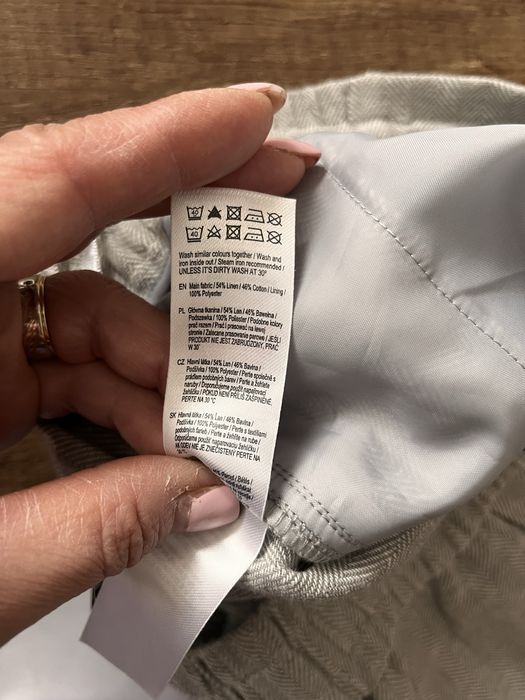 40
40
Wash similar colours together / Wash and
iron inside out / Steam iron recommended /
UNLESS IT'S DIRTY WASH AT 30°
EN Main fabric / 54% Linen / 46% Cotton / Lining /
100% Polyester
PL Główna tkanina / 54% Len / 46% Bawełna /
Podszewka / 100% Poliester / Podobne kolory
prać razem / Prać i prasować na lewej
stronie / Zalecane prasowanie parowe / JEŚLI
PRODUKT NIE JEST ZABRUDZONY, PRAĆ
W 30°
CZ Hlavní látka / 54% Len / 46% Bavlna /
Podšívka / 100% Polyester / Perte společně s
prádlem podobných barev / Perte a žehlete
naruby / Doporučujeme použít napařovací
žehličku / POKUD NENÍ PŘÍLIŠ ZAŠPINĚNÉ,
PERTE NA 30 °C
SK Hlavná látka / 54% Ľan / 46% Bavlna /
Podšívka / 100% Polyester / Perte s textíliami
podobných farieb / Perte a žehlite na rube /
Odporúčame použiť naparovaciu žehličku /
AK ODEV NIE JE ZNEČISTENÝ PERTE NA